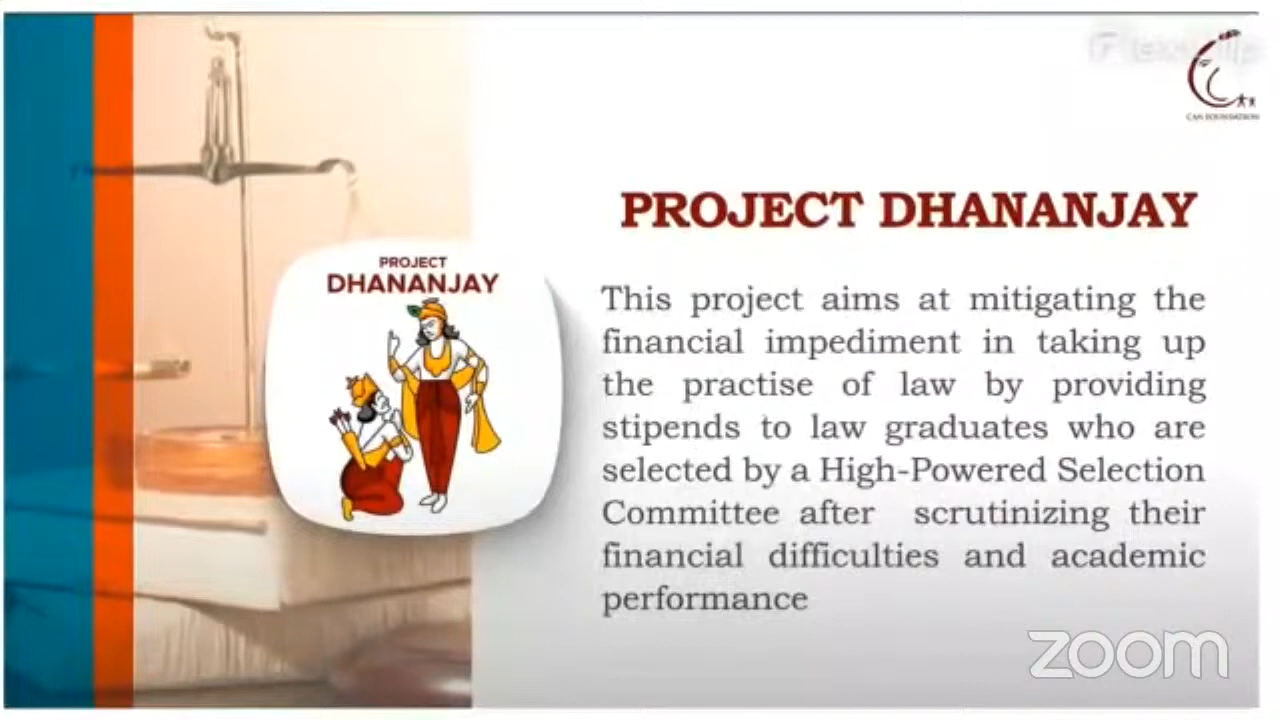 CAN FOUNDATION
PROJECT DHANANJAY
PROJECT
DHANANJAY
This project aims at mitigating the
financial impediment in taking up
the practise of law by providing
stipends to law graduates who are
selected by a High-Powered Selection
Committee after scrutinizing their
financial difficulties and academic
performance
zoom